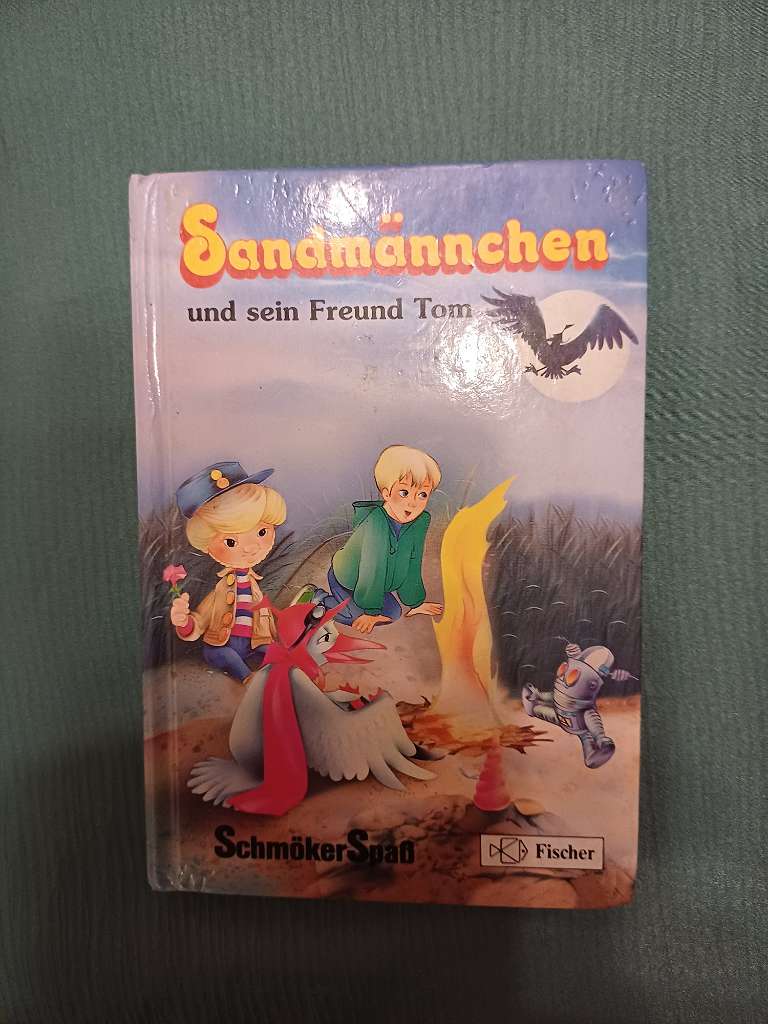 Sandmännchen
und sein Freund Tom
SchmökerSpaß
Fischer